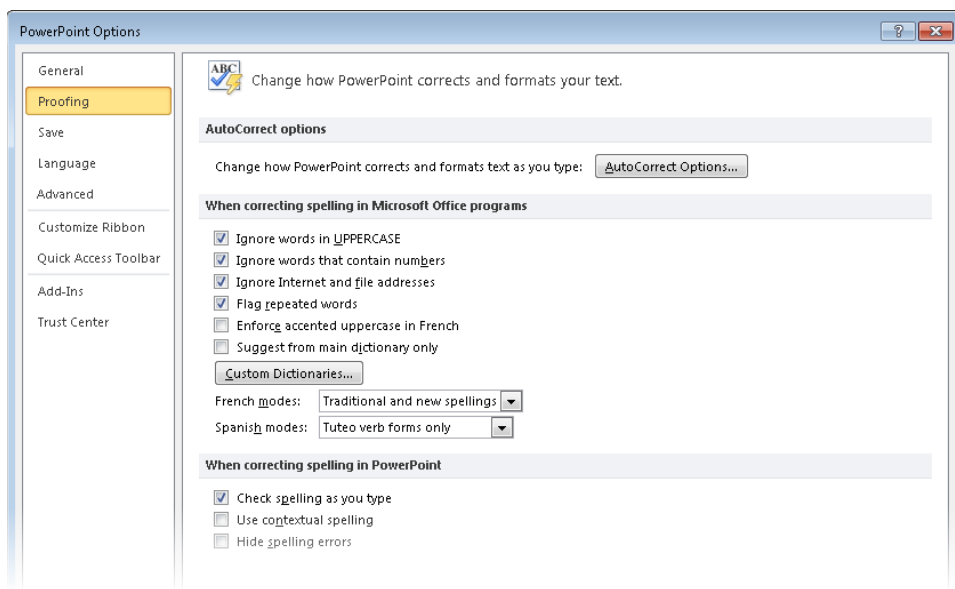 PowerPoint Options
General
Proofing
Save
Language
Advanced
Customize Ribbon
Quick Access Toolbar
Add-Ins
Trust Center
ABC
Change how PowerPoint corrects and formats your text.
AutoCorrect options
Change how PowerPoint corrects and formats text as you type: AutoCorrect Options...
When correcting spelling in Microsoft Office programs
Ignore words in UPPERCASE
Ignore words that contain numbers
Ignore Internet and file addresses
Flag repeated words
Enforce accented uppercase in French
Suggest from main dictionary only
Custom Dictionaries...
French modes: Traditional and new spellings
Spanish modes: Tuteo verb forms only
When correcting spelling in PowerPoint
Check spelling as you type
Use contextual spelling
Hide spelling errors